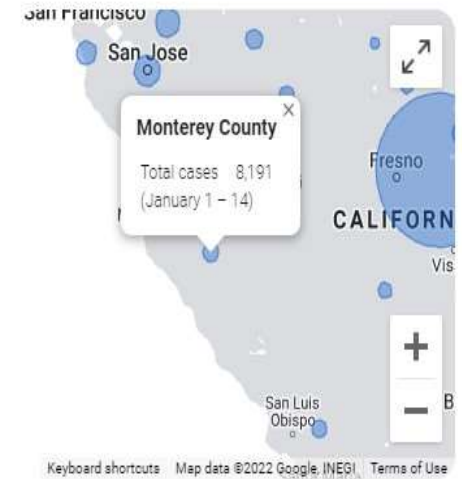 San Francisco
San Jose
Monterey County
Total cases 8,191
(January 1 – 14)
Fresno
CALIFORN
Vis
San Luis
Obispo
B
Keyboard shortcuts Map data ©2022 Google, INEGI Terms of Use